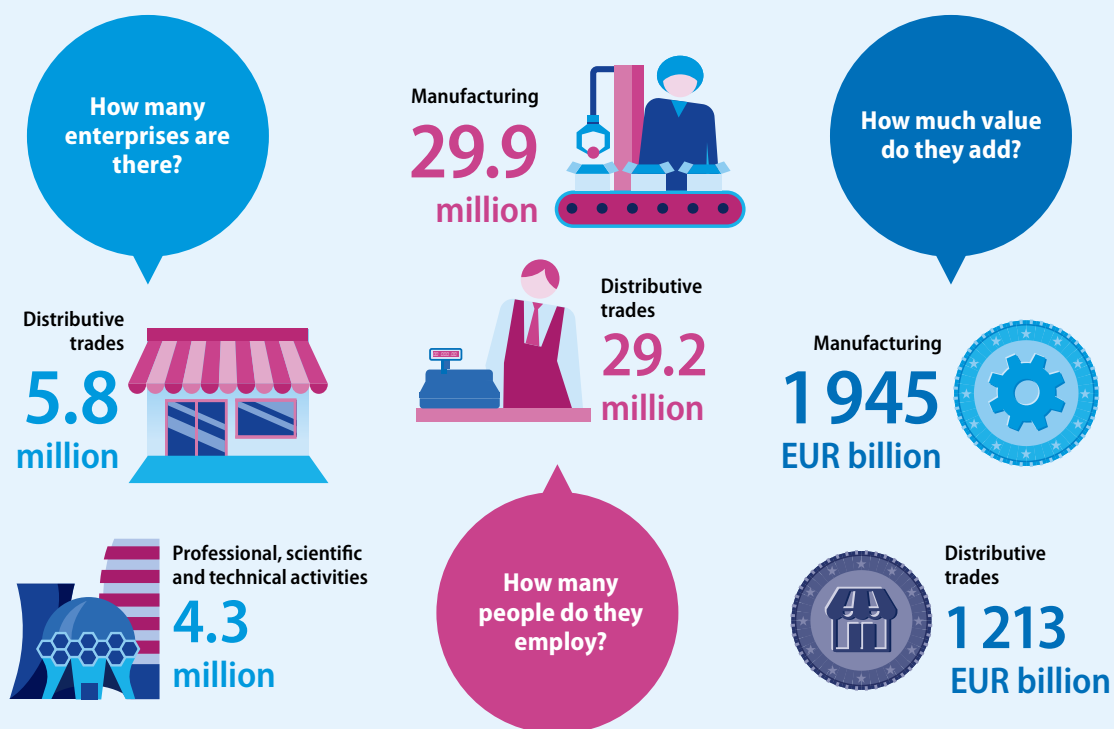 How many
enterprises are
there?
Distributive
trades
5.8
million
Professional, scientific
and technical activities
4.3
million
Manufacturing
29.9
million
Distributive
trades
29.2
million
How many
people do they
employ?
How much value
do they add?
Manufacturing
1 945
EUR billion
Distributive
trades
1 213
EUR billion